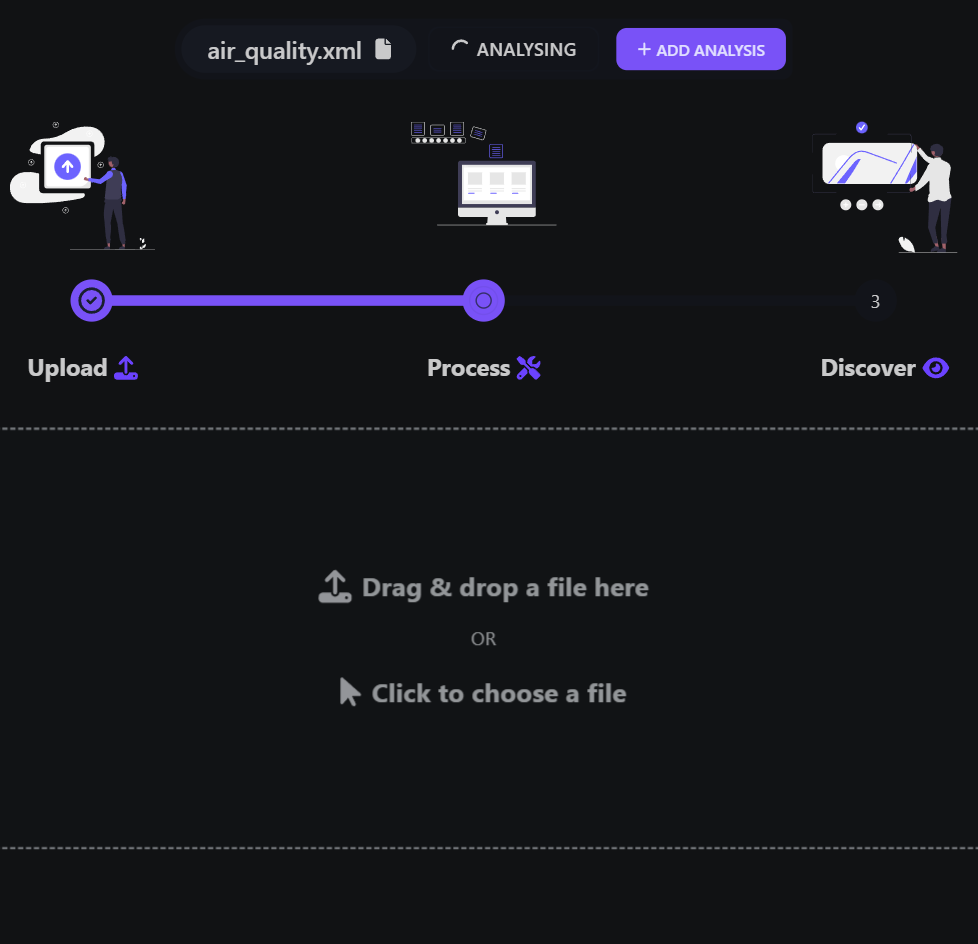 air_quality.xml
ANALYSING
+ ADD ANALYSIS
3
Upload
Process
Discover
Drag & drop a file here
OR
Click to choose a file